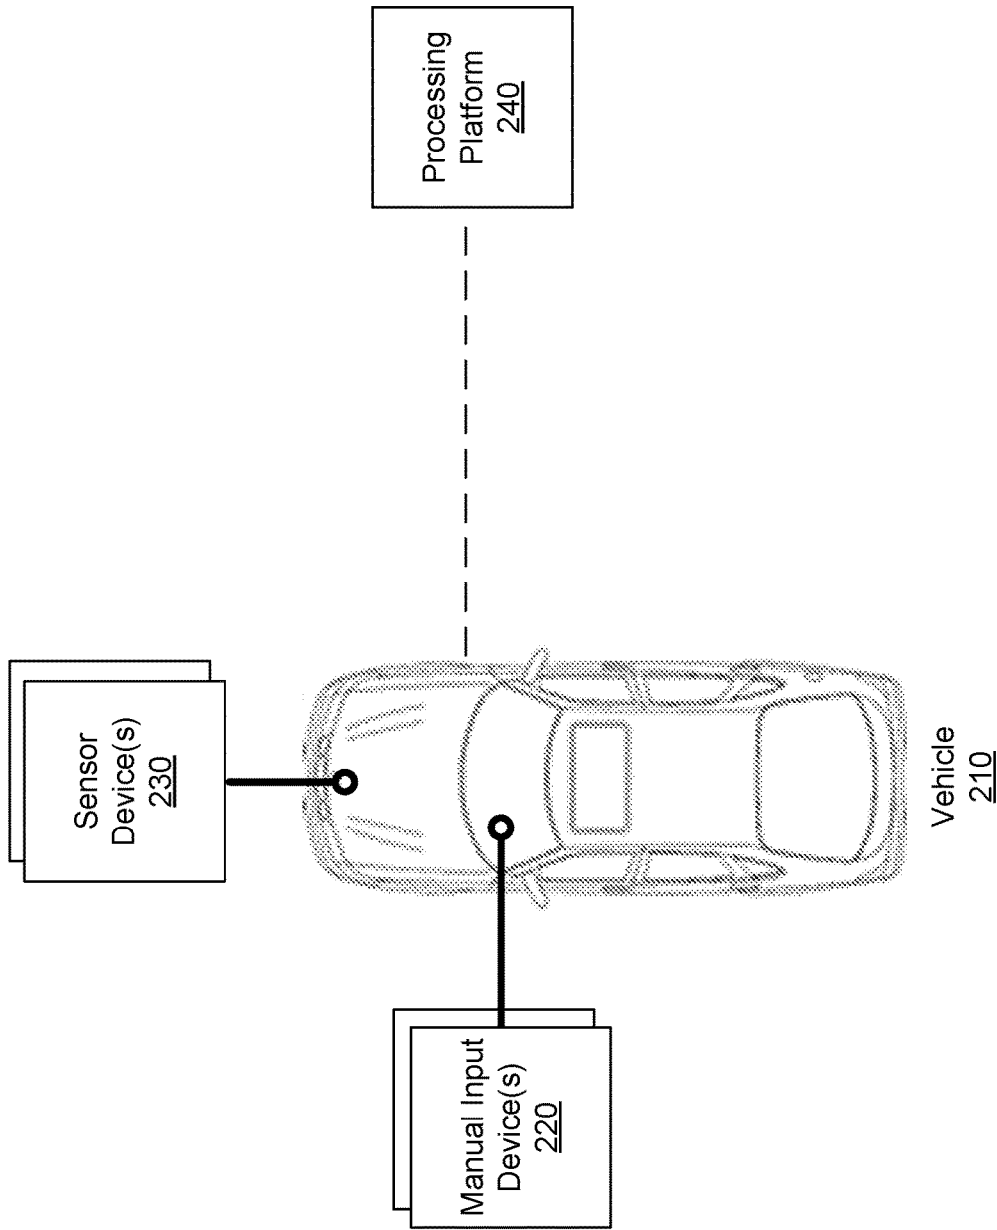 Sensor
Device(s)
230
Manual Input
Device(s)
220
Vehicle
210
Processing
Platform
240